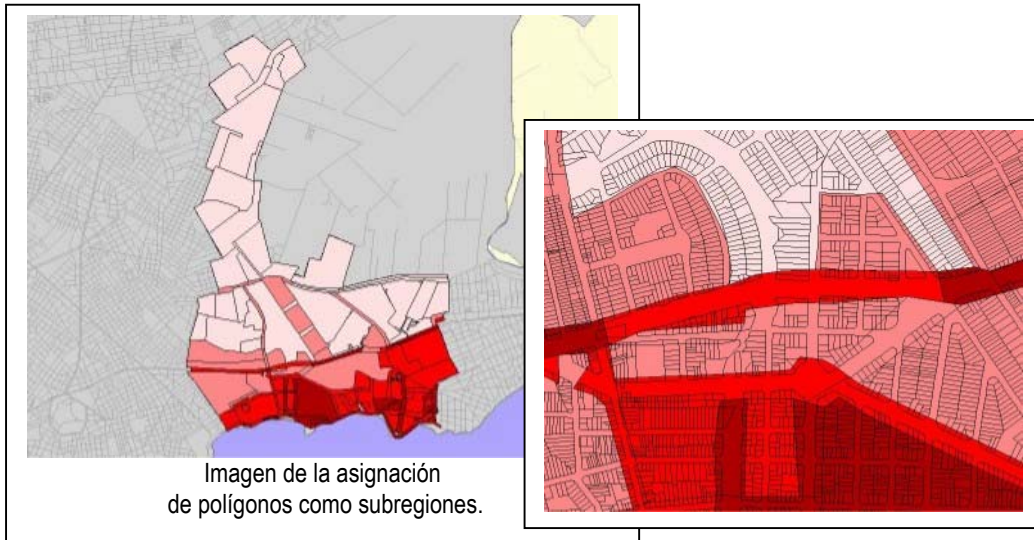 Imagen de la asignación
de polígonos como subregiones.